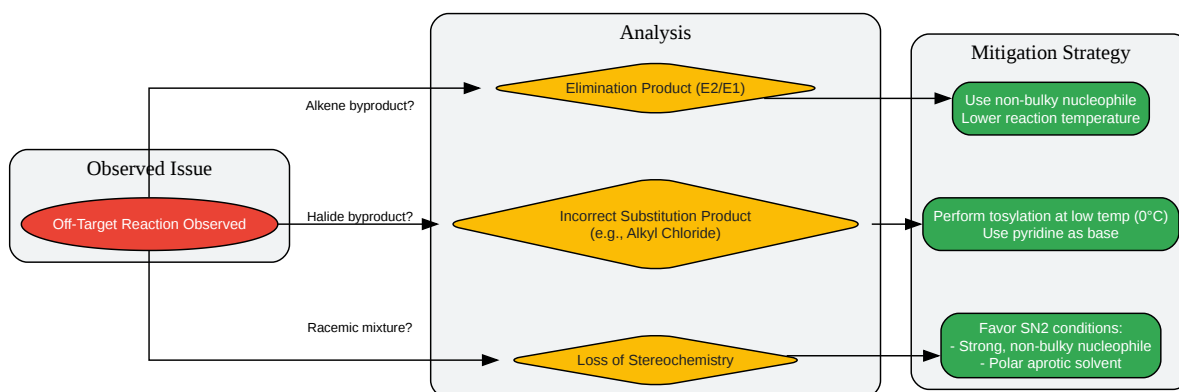 Observed Issue
Off-Target Reaction Observed
Alkene byproduct?
Halide byproduct?
Racemic mixture?
Analysis
Elimination Product (E2/E1)
Incorrect Substitution Product
(e.g., Alkyl Chloride)
Loss of Stereochemistry
Mitigation Strategy
Use non-bulky nucleophile
Lower reaction temperature
Perform tosylation at low temp (0°C)
Use pyridine as base
Favor SN2 conditions:
- Strong, non-bulky nucleophile
- Polar aprotic solvent